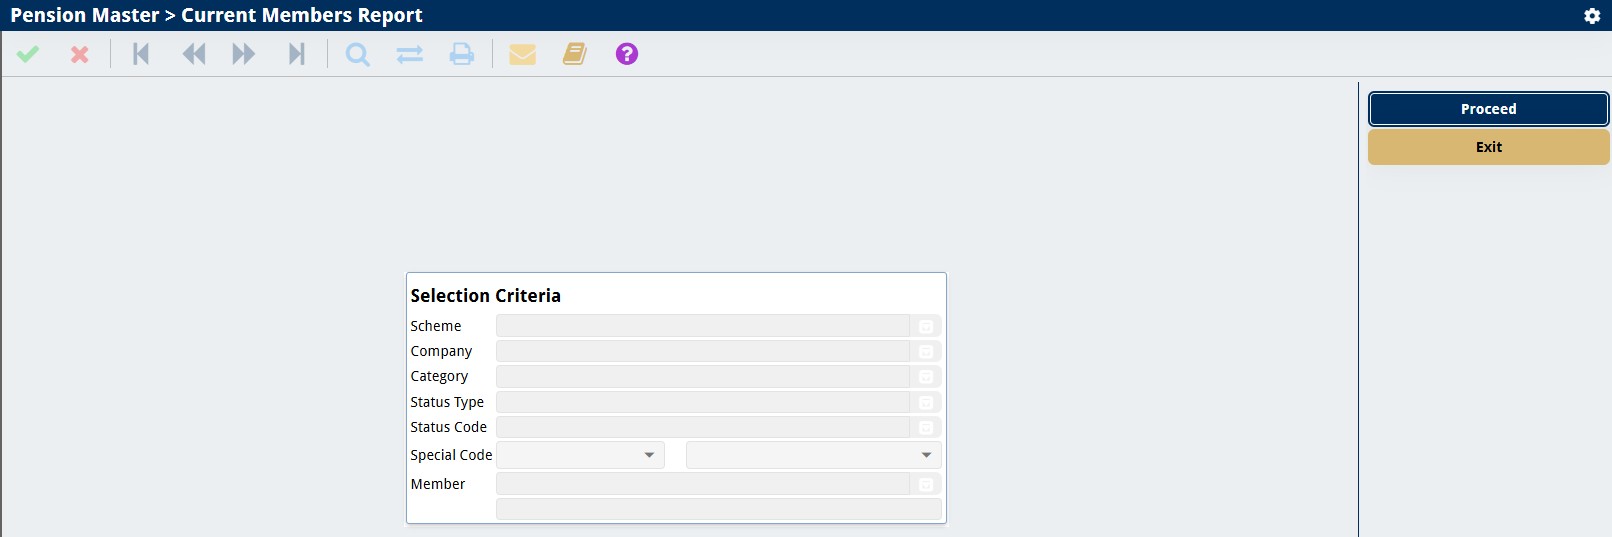 Pension Master > Current Members Report
?
Proceed
Exit
Selection Criteria
Scheme
Company
Category
Status Type
Status Code
Special Code
Member